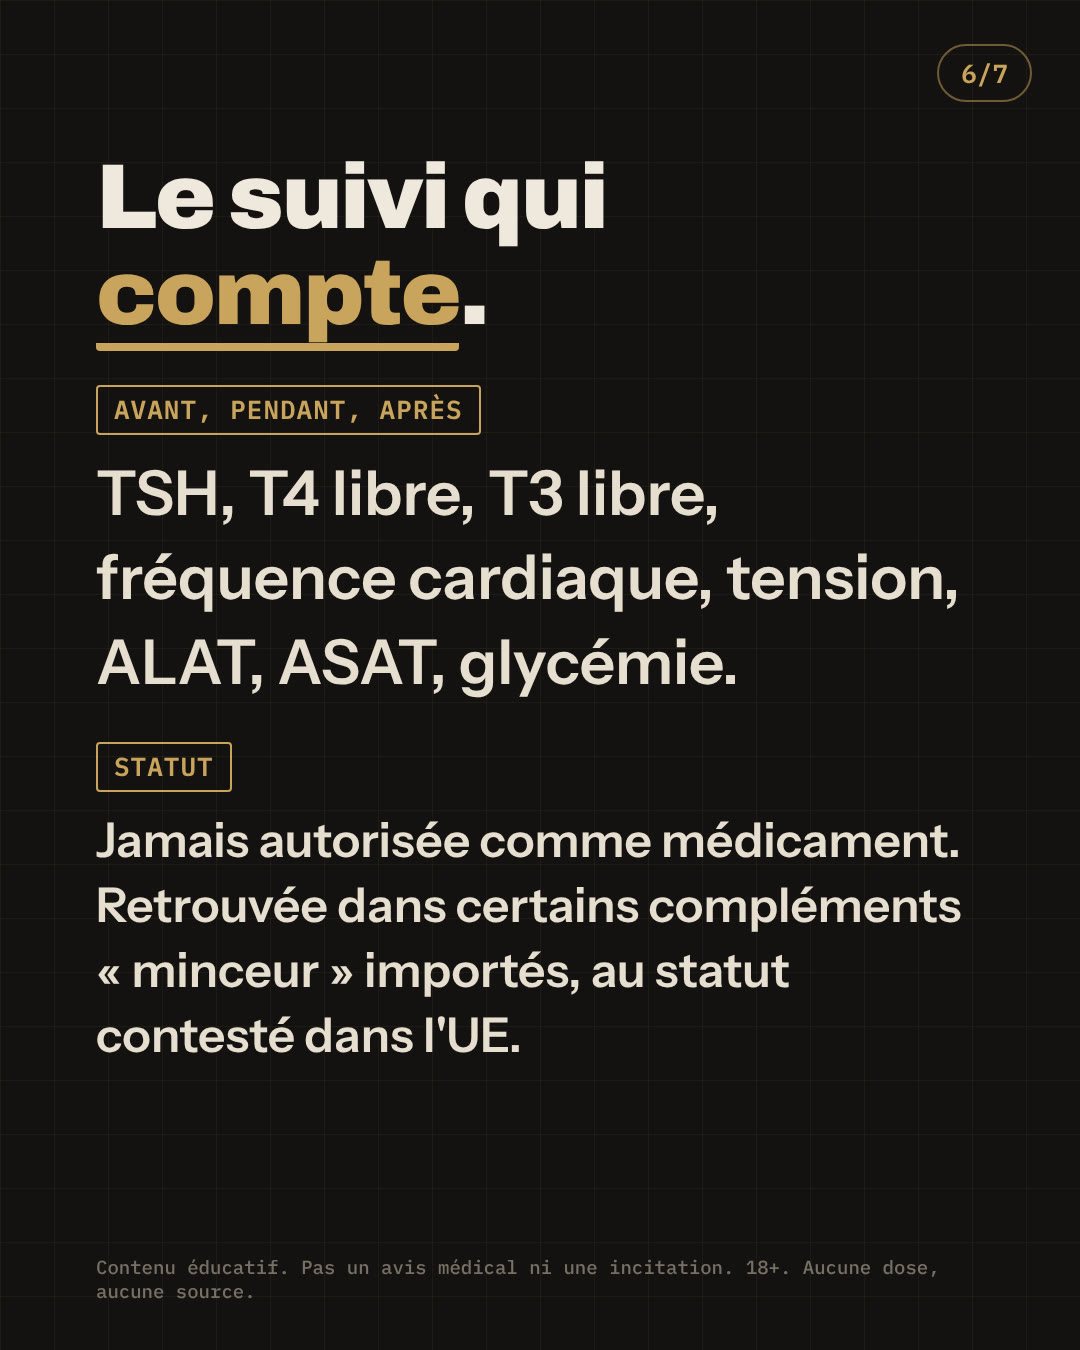 6/7
Le suivi qui
compte.
AVANT, PENDANT, APRÈS
TSH, T4 libre, T3 libre,
fréquence cardiaque, tension,
ALAT, ASAT, glycémie.
STATUT
Jamais autorisée comme médicament.
Retrouvée dans certains compléments
« minceur » importés, au statut
contesté dans l'UE.
Contenu éducatif. Pas un avis médical ni une incitation. 18+. Aucune dose,
aucune source.